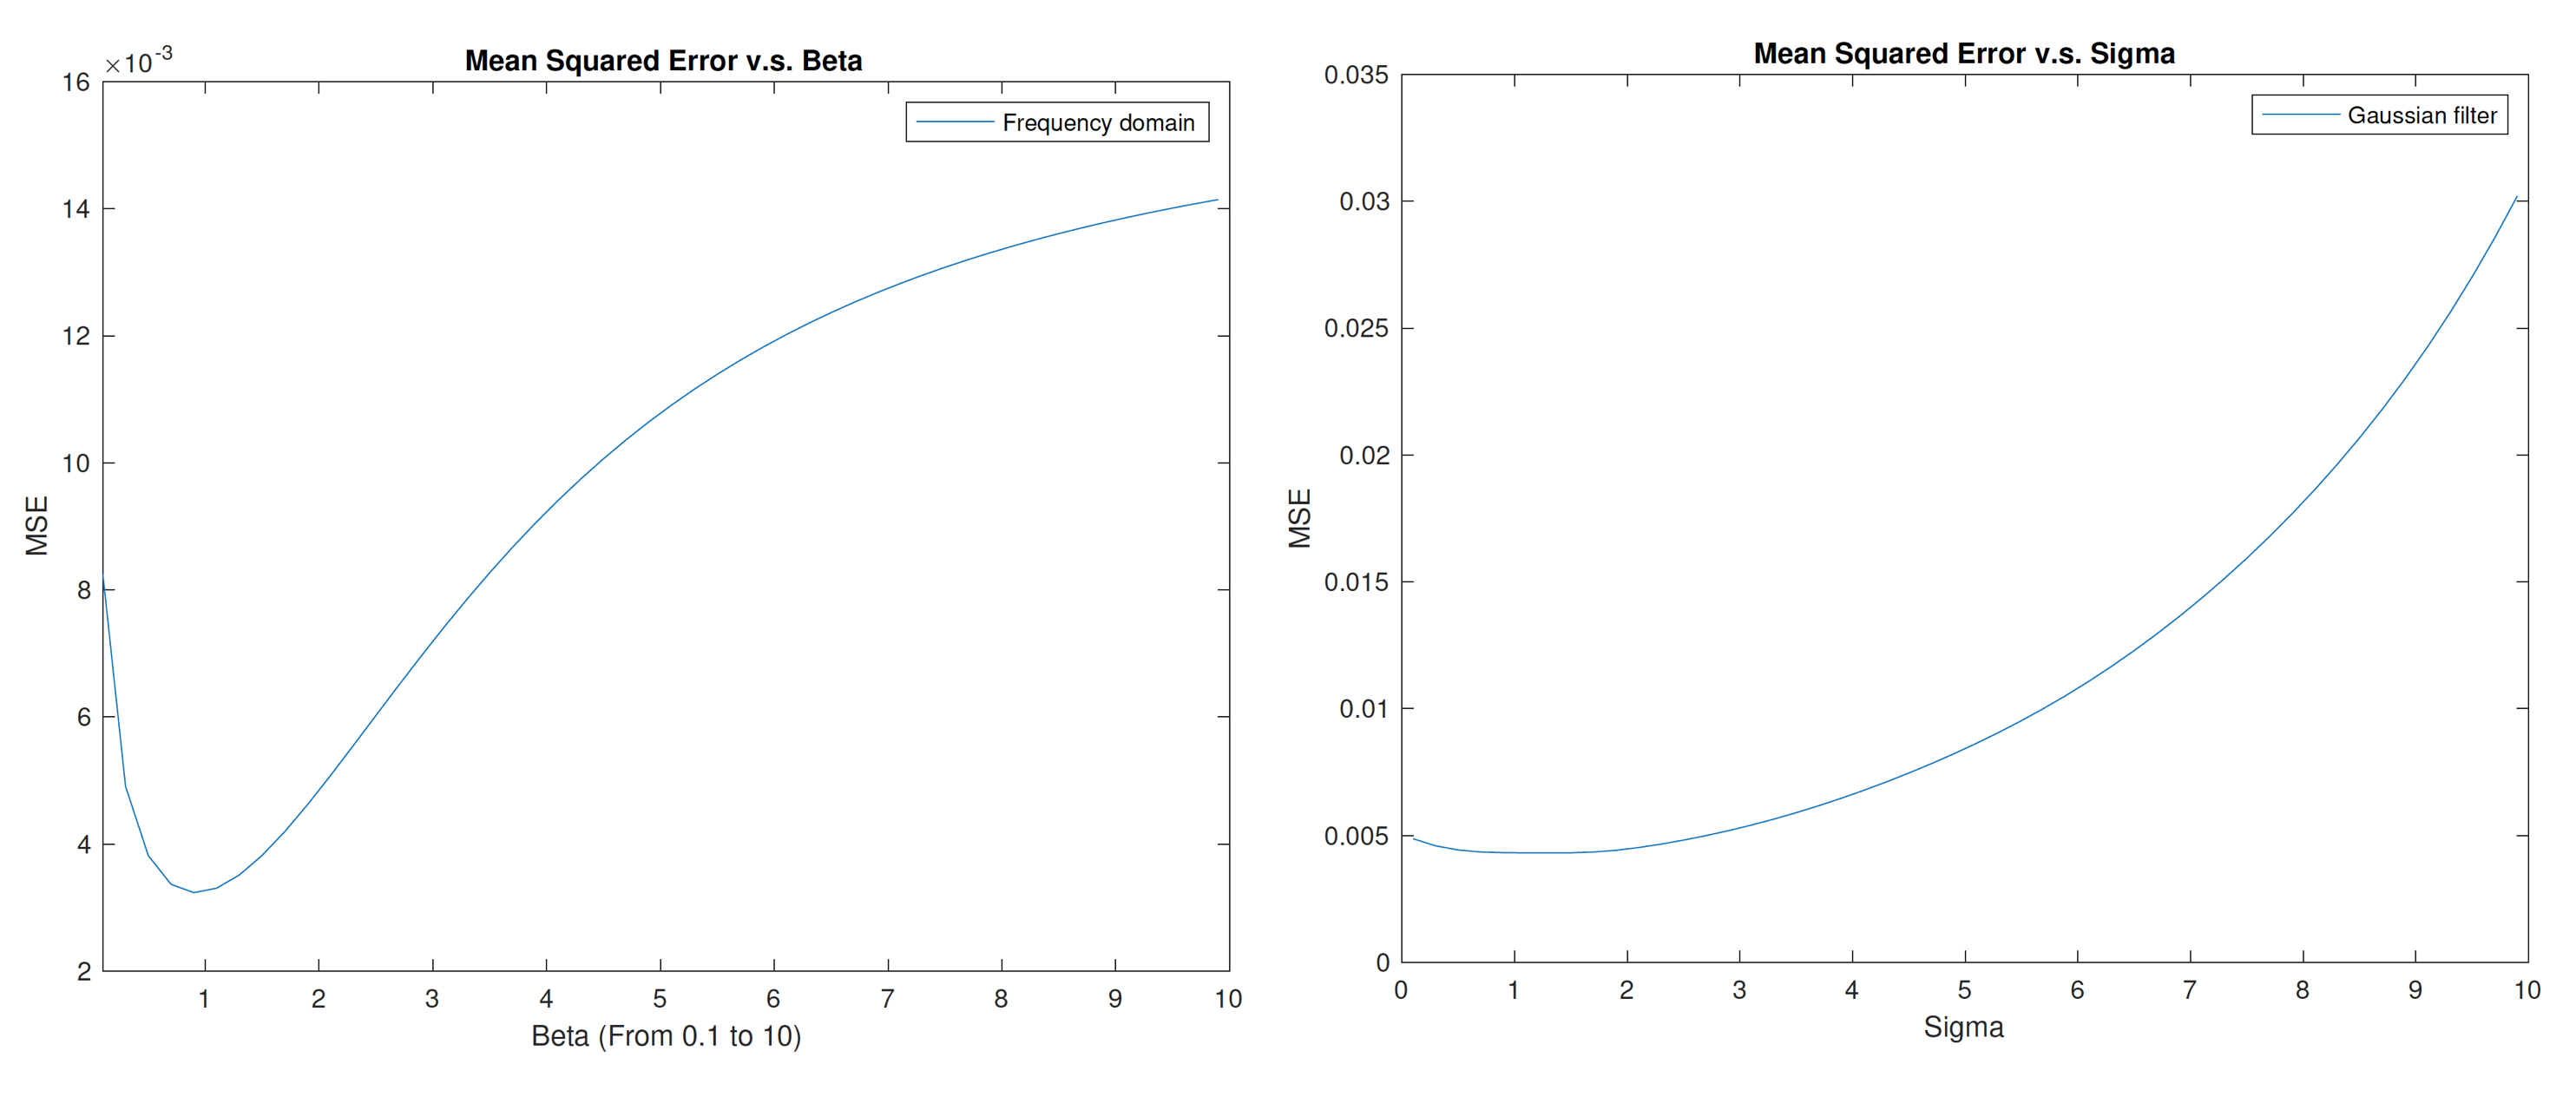 Mean Squared Error v.s. Beta
×10-3
Frequency domain
16
14
12
10
8
6
4
2
MSE
1 2 3 4 5 6 7 8 9 10
Beta (From 0.1 to 10)
Mean Squared Error v.s. Sigma
Gaussian filter
0.035
0.03
0.025
0.02
0.015
0.01
0.005
0
MSE
0 1 2 3 4 5 6 7 8 9 10
Sigma